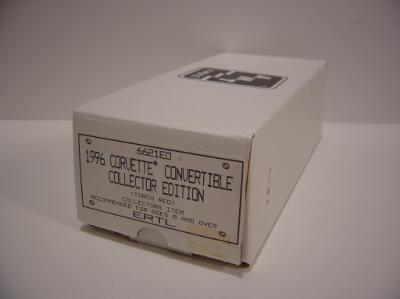 6621EO
1996 CORVETTE® CONVERTIBLE
COLLECTOR EDITION
(TORCH RED)
COLLECTORS ITEM
RECOMMENDED FOR AGES 8 AND OVER
ERTL